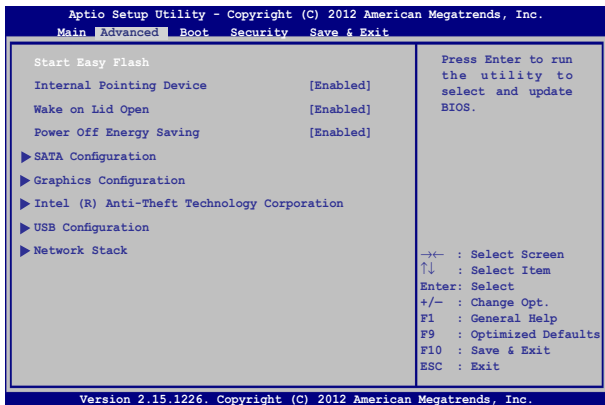 Aptio Setup Utility - Copyright (C) 2012 American Megatrends, Inc.
Main Advanced Boot Security Save & Exit
Start Easy Flash
Internal Pointing Device [Enabled]
Wake on Lid Open [Enabled]
Power Off Energy Saving [Enabled]
SATA Configuration
Graphics Configuration
Intel (R) Anti-Theft Technology Corporation
USB Configuration
Network Stack
Press Enter to run
the utility to
select and update
BIOS.
→← : Select Screen
↑↓ : Select Item
Enter: Select
+/— : Change Opt.
F1 : General Help
F9 : Optimized Defaults
F10 : Save & Exit
ESC : Exit
Version 2.15.1226. Copyright (C) 2012 American Megatrends, Inc.